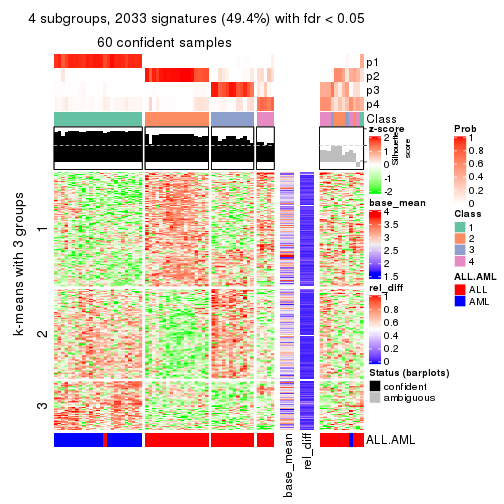 4 subgroups, 2033 signatures (49.4%) with fdr < 0.05
60 confident samples
p1
p2
p3
p4
Class
Silhouette score
k-means with 3 groups
1
2
3
ALL.AML
base_mean
rel_diff
z-score
2
1
0
-1
-2
base_mean
4
3.5
3
2.5
2
1.5
rel_diff
1
0.8
0.6
0.4
0.2
0
Status (barplots)
confident
ambiguous
Prob
1
0.8
0.6
0.4
0.2
0
Class
1
2
3
4
ALL.AML
ALL
AML